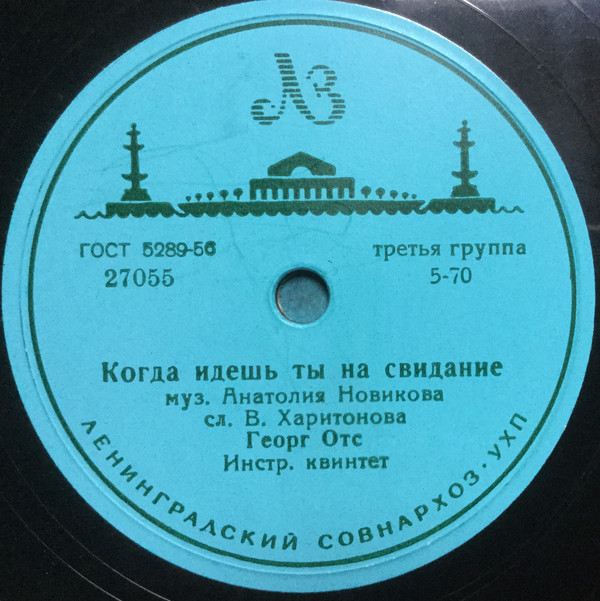 ЛЗ
ГОСТ 5289-56
27055
третья группа
5-70
Когда идешь ты на свидание
муз. Анатолия Новикова
сл. В. Харитонова
Георг Отс
Инстр. квинтет
ЛЕНИНГРАДСКИЙ СОВНАРХОЗ · УХП